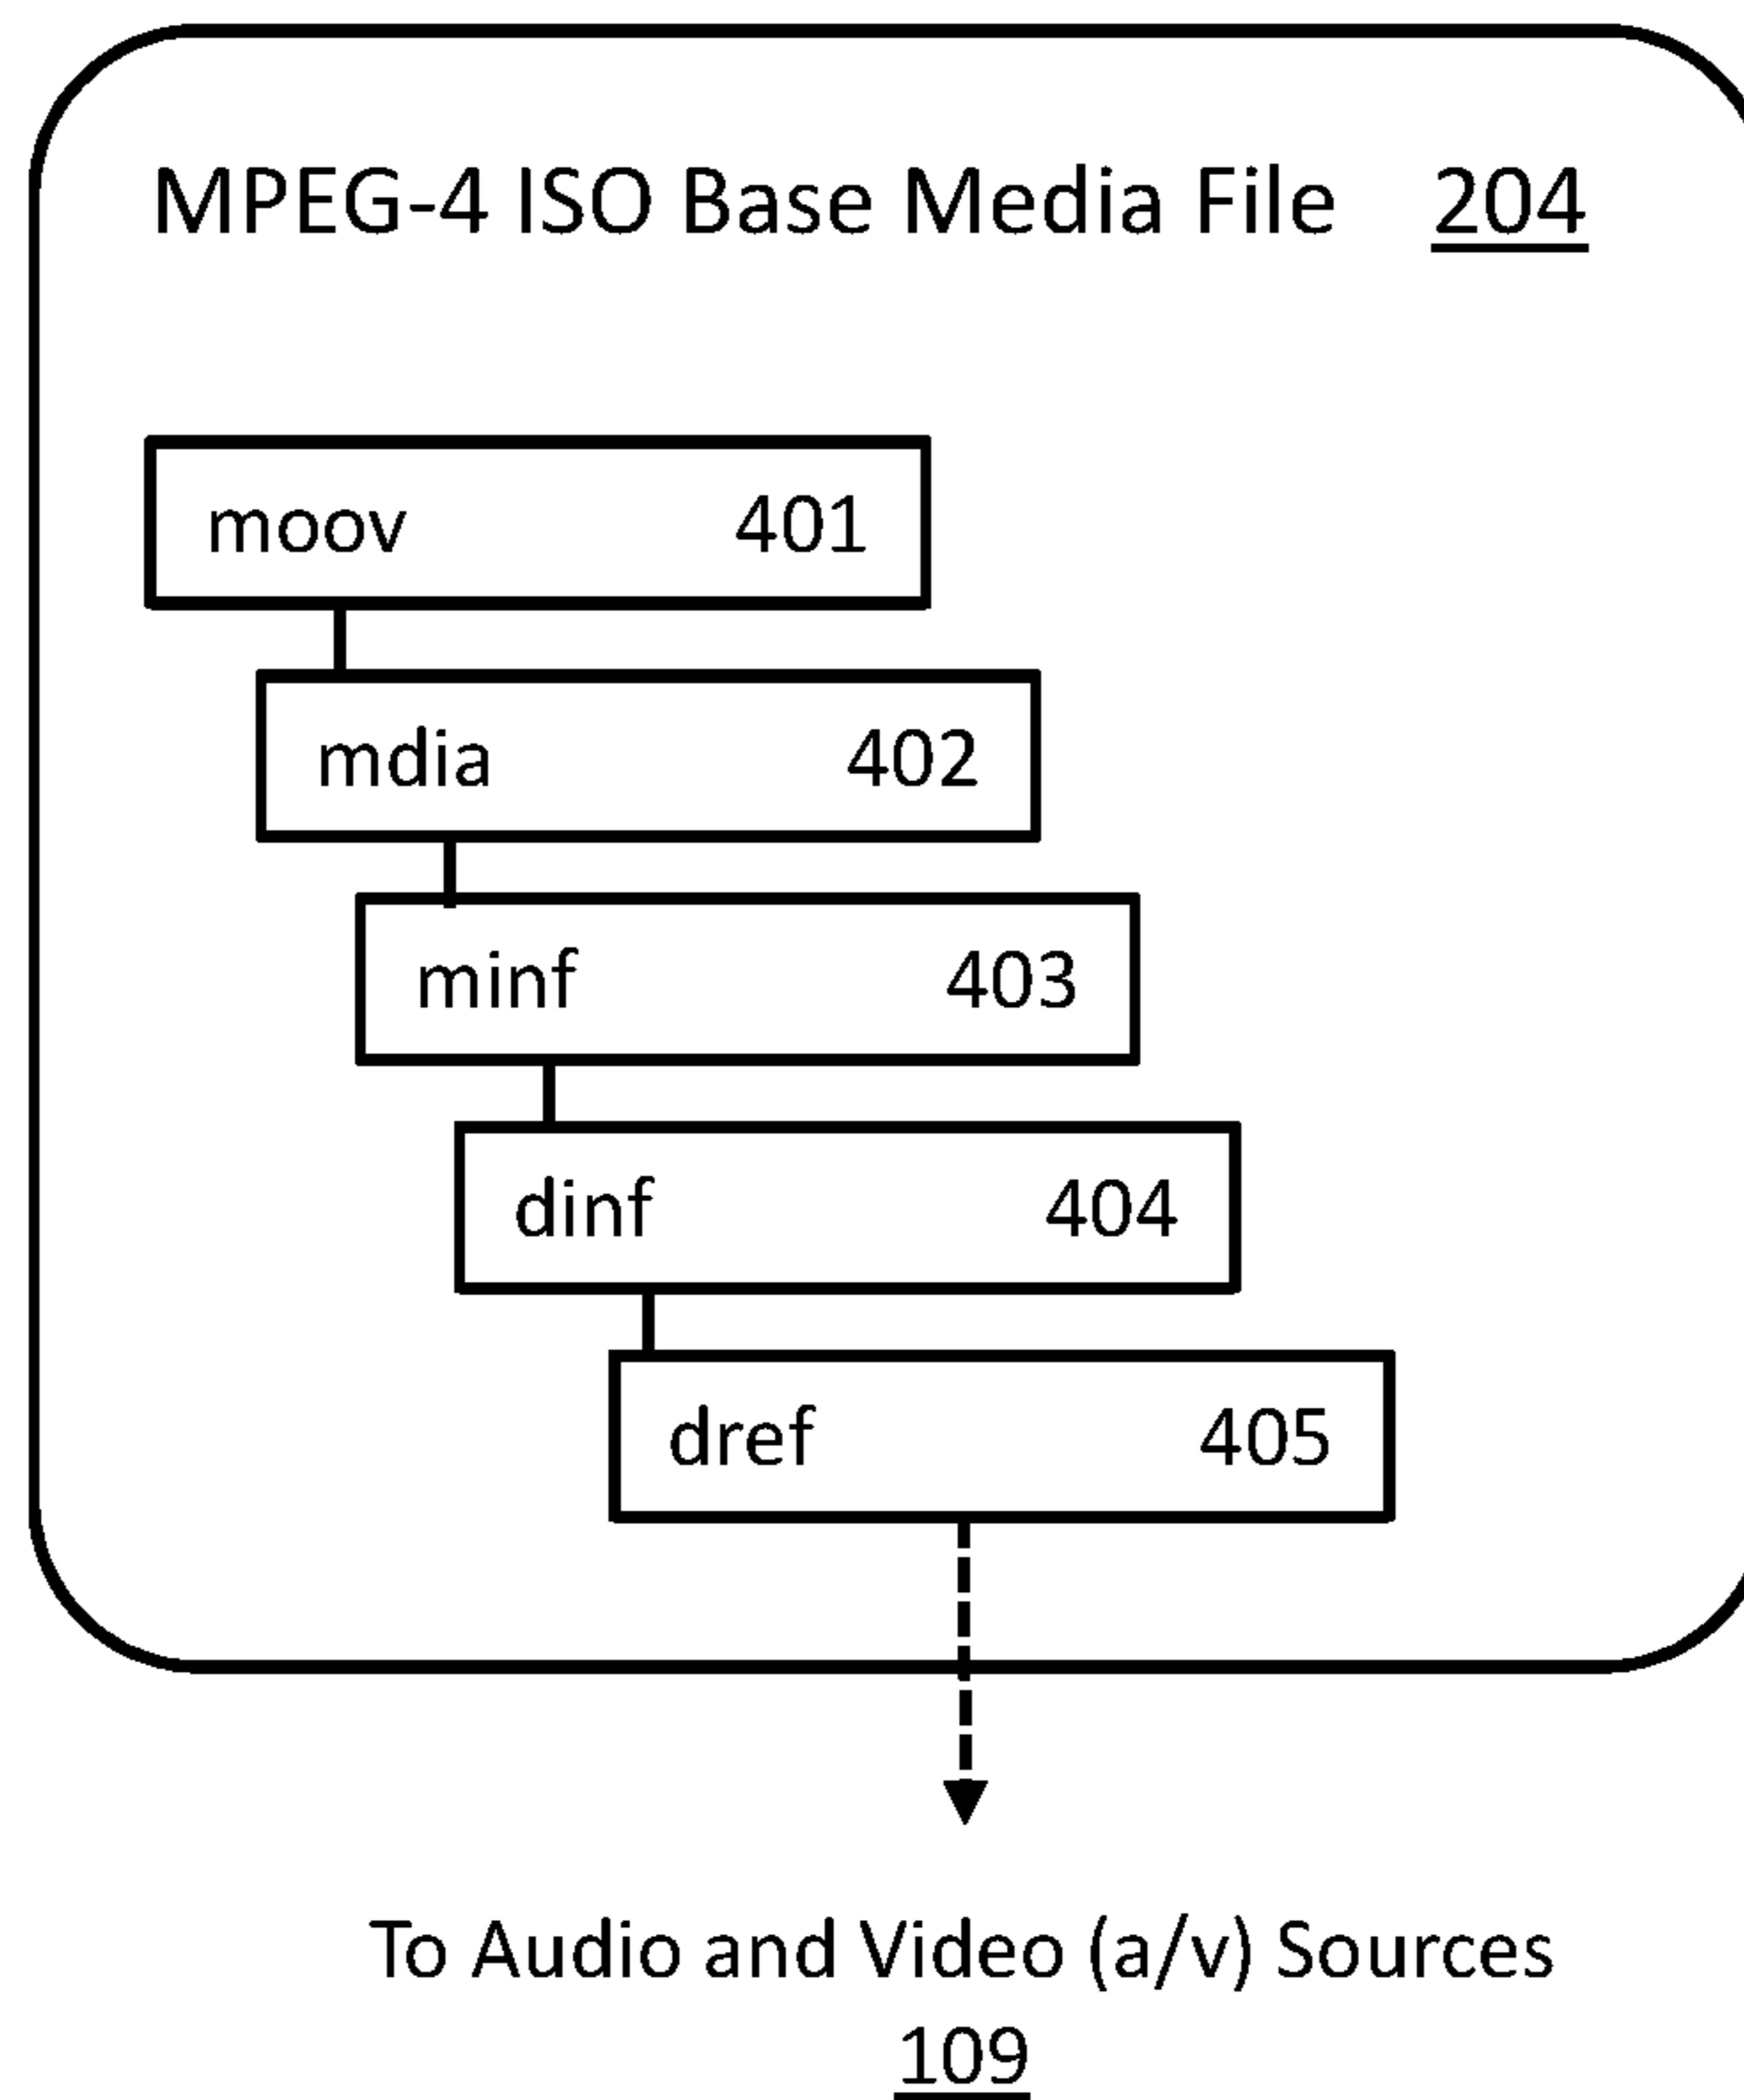 MPEG-4 ISO Base Media File 204
moov 401
mdia 402
minf 403
dinf 404
dref 405
To Audio and Video (a/v) Sources
109